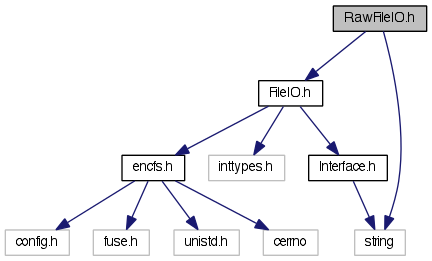 RawFileIO.h
FileIO.h
encfs.h
inttypes.h
Interface.h
config.h
fuse.h
unistd.h
cerrno
string